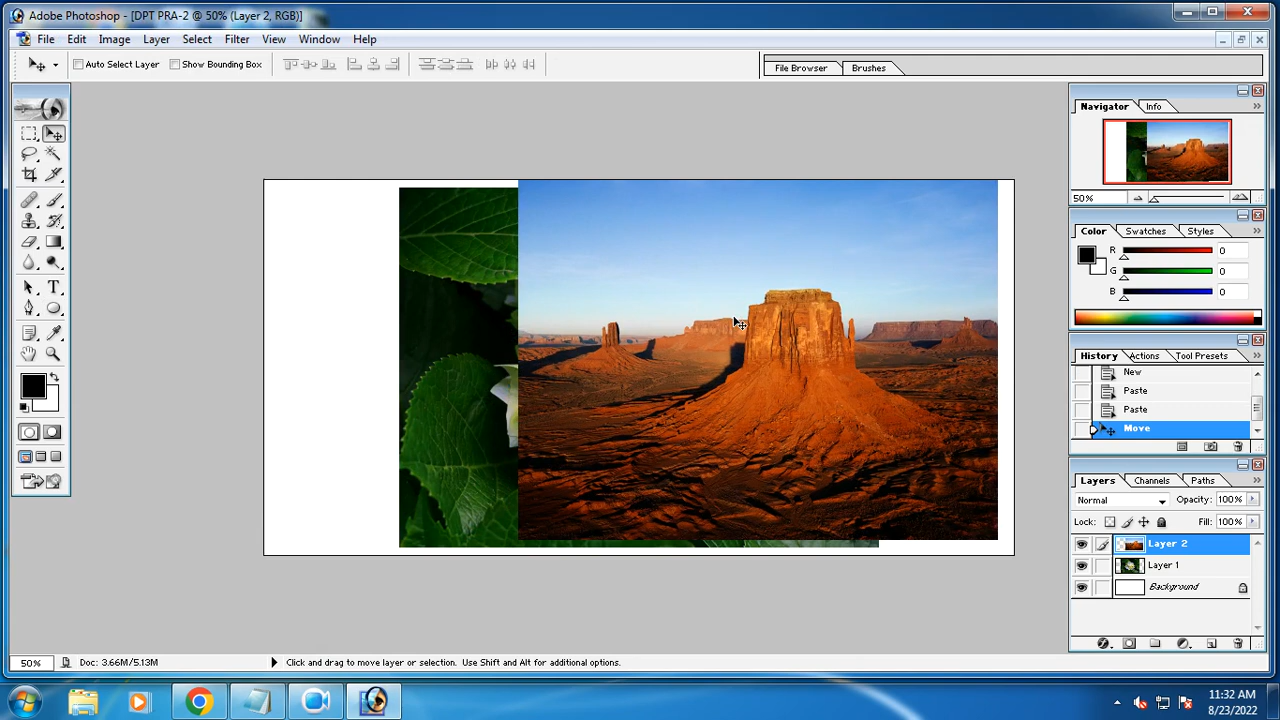 Adobe Photoshop - [DPT PRA-2 @ 50% (Layer 2, RGB)]
File Edit Image Layer Select Filter View Window Help
Auto Select Layer Show Bounding Box
File Browser Brushes
Navigator Info
50%
Color Swatches Styles
R 0
G 0
B 0
History Actions Tool Presets
New
Paste
Paste
Move
Layers Channels Paths
Normal Opacity: 100%
Lock: Fill: 100%
Layer 2
Layer 1
Background
50% Doc: 3.66M/5.13M Click and drag to move layer or selection. Use Shift and Alt for additional options.
11:32 AM
8/23/2022